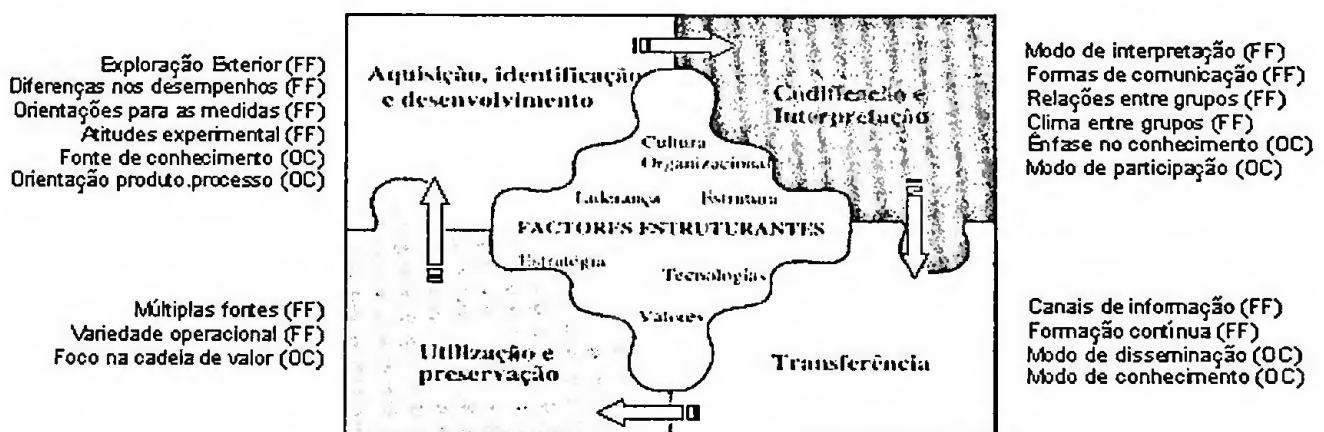 Exploração Exterior (FF)
Diferenças nos desempenhos (FF)
Orientações para as medidas (FF)
Atitudes experimental (FF)
Fonte de conhecimento (OC)
Orientação produto.processo (OC)
Aquisição, identificação
e desenvolvimento
Codificação e
Interpretação
Modo de interpretação (FF)
Formas de comunicação (FF)
Relações entre grupos (FF)
Clima entre grupos (FF)
Ênfase no conhecimento (OC)
Modo de participação (OC)
Cultura
Organizacional
Liderança Estrutura
FACTORES ESTRUTURANTES
Estratégia
Tecnologias
Valores
Múltiplas fontes (FF)
Variedade operacional (FF)
Foco na cadeia de valor (OC)
Utilização e
preservação
Transferência
Canais de informação (FF)
Formação contínua (FF)
Modo de disseminação (OC)
Modo de conhecimento (OC)